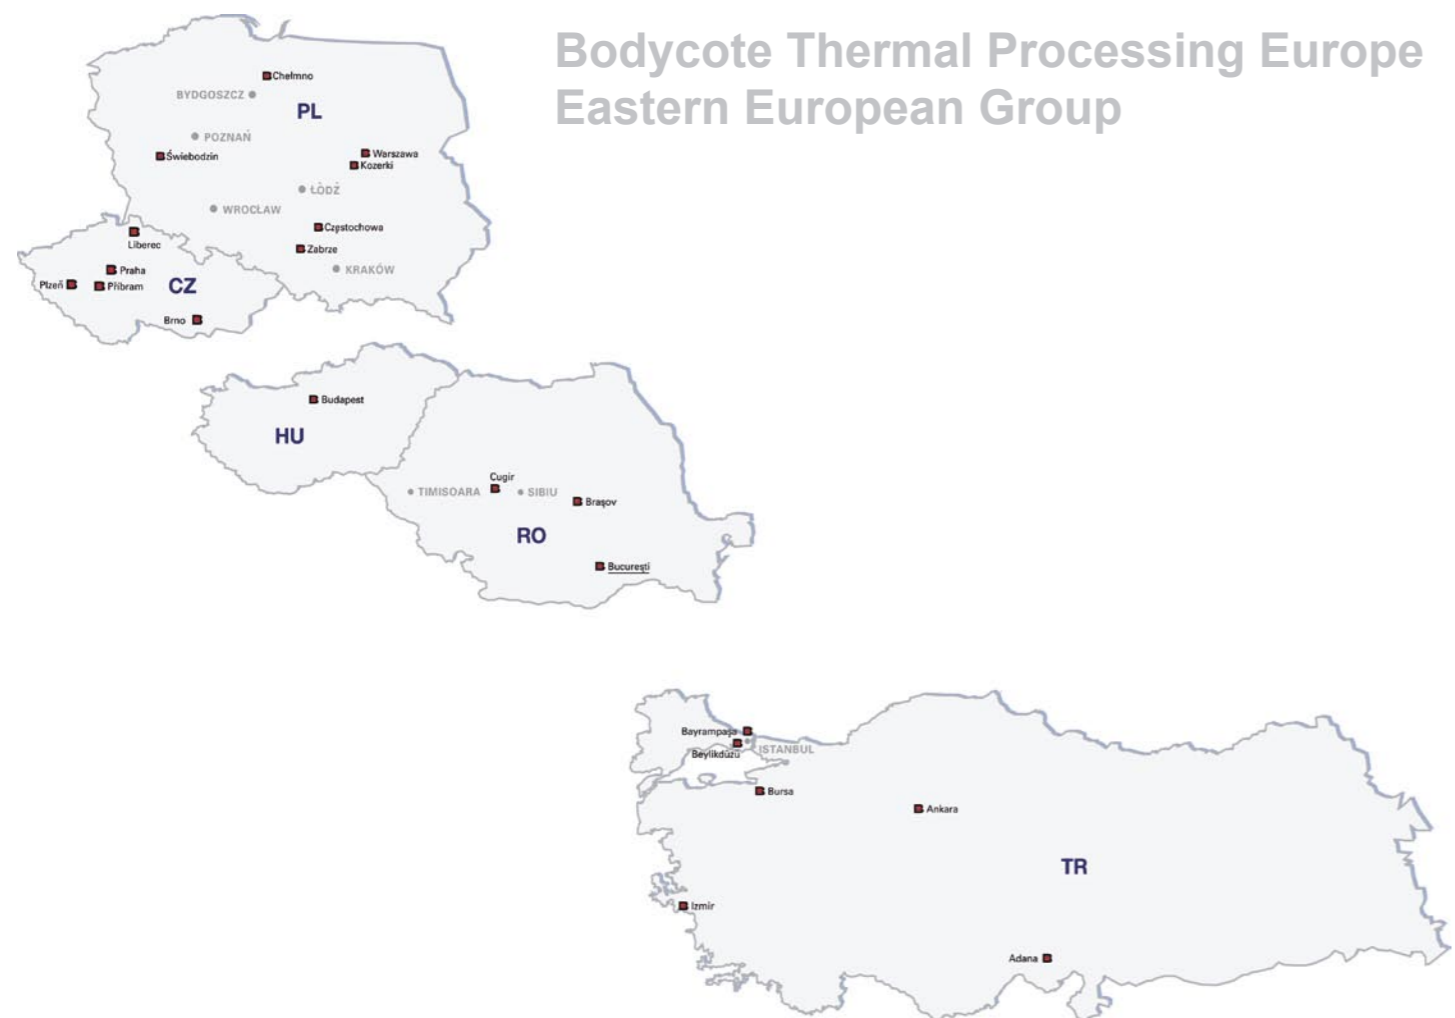 Bodycote Thermal Processing Europe
Eastern European Group
Chełmno
BYDGOSZCZ
PL
POZNAŃ
Świebodzin
Warszawa
Kozerki
ŁÓDŹ
WROCŁAW
Częstochowa
Liberec
Zabrze
Praha
KRAKÓW
Plzeň
Příbram
CZ
Brno
Budapest
HU
Cugir
TIMISOARA
SIBIU
Braşov
RO
Bucureşti
Bayrampaşa
ISTANBUL
Beylikdüzü
Bursa
Ankara
TR
Izmir
Adana